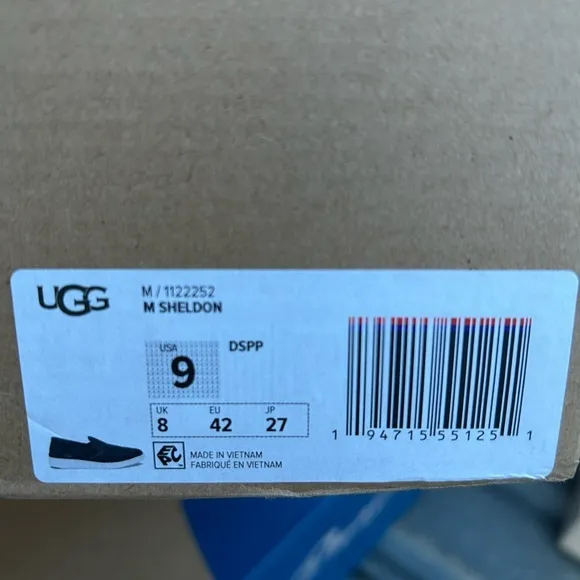 UGG
M / 1122252
M SHELDON
USA
9
DSPP
UK EU JP
8 42 27
MADE IN VIETNAM
FABRIQUÉ EN VIETNAM
1 94715 55125 1